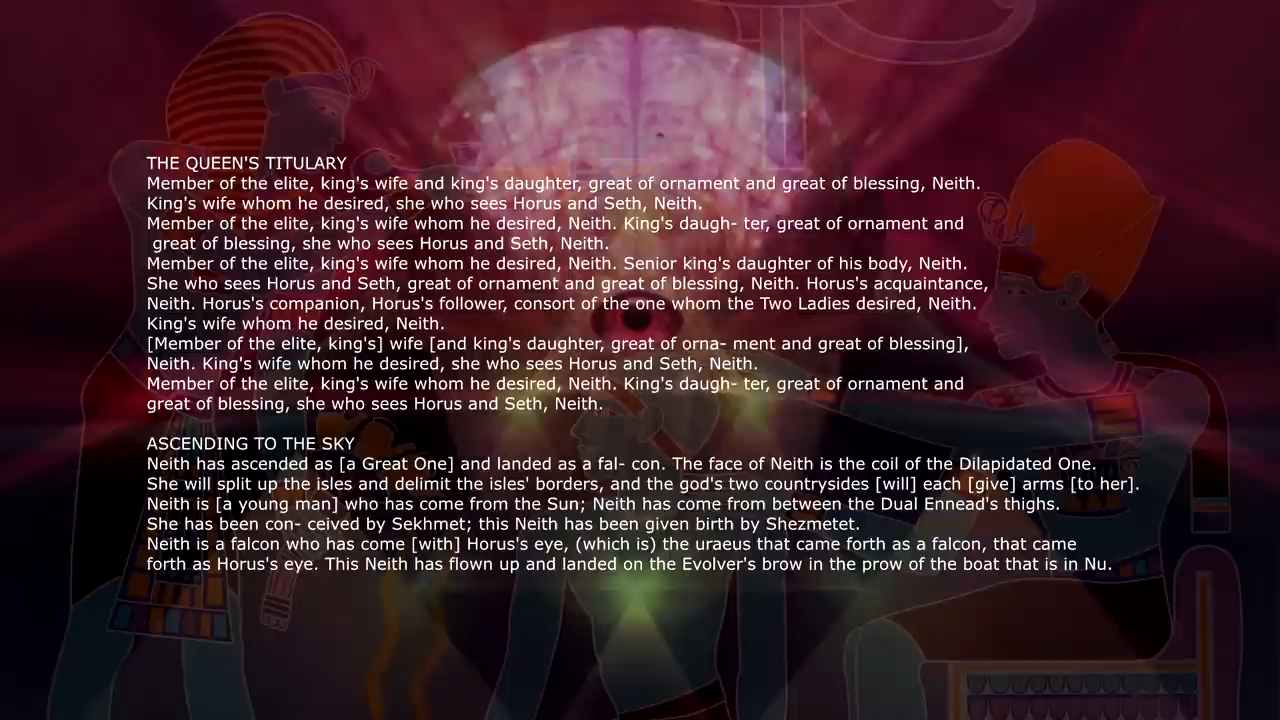 THE QUEEN'S TITULARY
Member of the elite, king's wife and king's daughter, great of ornament and great of blessing, Neith.
King's wife whom he desired, she who sees Horus and Seth, Neith.
Member of the elite, king's wife whom he desired, Neith. King's daugh- ter, great of ornament and
great of blessing, she who sees Horus and Seth, Neith.
Member of the elite, king's wife whom he desired, Neith. Senior king's daughter of his body, Neith.
She who sees Horus and Seth, great of ornament and great of blessing, Neith. Horus's acquaintance,
Neith. Horus's companion, Horus's follower, consort of the one whom the Two Ladies desired, Neith.
King's wife whom he desired, Neith.
[Member of the elite, king's] wife [and king's daughter, great of orna- ment and great of blessing],
Neith. King's wife whom he desired, she who sees Horus and Seth, Neith.
Member of the elite, king's wife whom he desired, Neith. King's daugh- ter, great of ornament and
great of blessing, she who sees Horus and Seth, Neith.
ASCENDING TO THE SKY
Neith has ascended as [a Great One] and landed as a fal- con. The face of Neith is the coil of the Dilapidated One.
She will split up the isles and delimit the isles' borders, and the god's two countrysides [will] each [give] arms [to her].
Neith is [a young man] who has come from the Sun; Neith has come from between the Dual Ennead's thighs.
She has been con- ceived by Sekhmet; this Neith has been given birth by Shezmetet.
Neith is a falcon who has come [with] Horus's eye, (which is) the uraeus that came forth as a falcon, that came
forth as Horus's eye. This Neith has flown up and landed on the Evolver's brow in the prow of the boat that is in Nu.